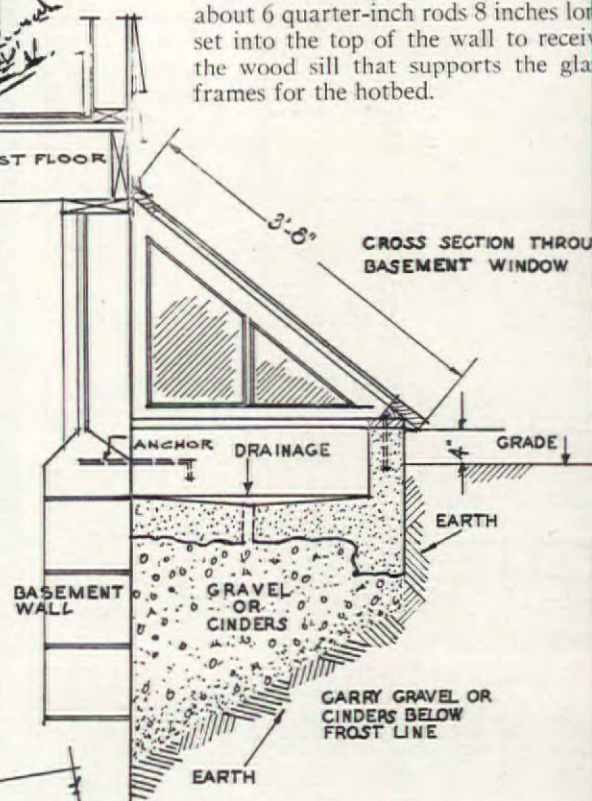 about 6 quarter-inch rods 8 inches lon
set into the top of the wall to receiv
the wood sill that supports the gla
frames for the hotbed.
ST FLOOR
3'-8"
CROSS SECTION THROU
BASEMENT WINDOW
ANCHOR
DRAINAGE
4"
GRADE
EARTH
BASEMENT
WALL
GRAVEL
OR
CINDERS
CARRY GRAVEL OR
CINDERS BELOW
FROST LINE
EARTH